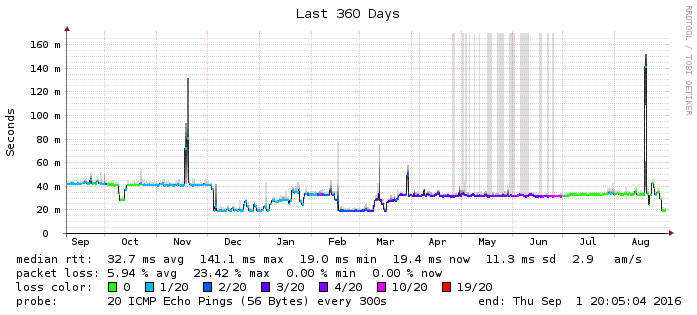 Last 360 Days
RRDTOOL / TOBI OETIKER
Seconds
160 m
140 m
120 m
100 m
80 m
60 m
40 m
20 m
0
Sep Oct Nov Dec Jan Feb Mar Apr May Jun Jul Aug
median rtt: 32.7 ms avg 141.1 ms max 19.0 ms min 19.4 ms now 11.3 ms sd 2.9 am/s
packet loss: 5.94 % avg 23.42 % max 0.00 % min 0.00 % now
loss color: 0 1/20 2/20 3/20 4/20 10/20 19/20
probe: 20 ICMP Echo Pings (56 Bytes) every 300s end: Thu Sep 1 20:05:04 2016